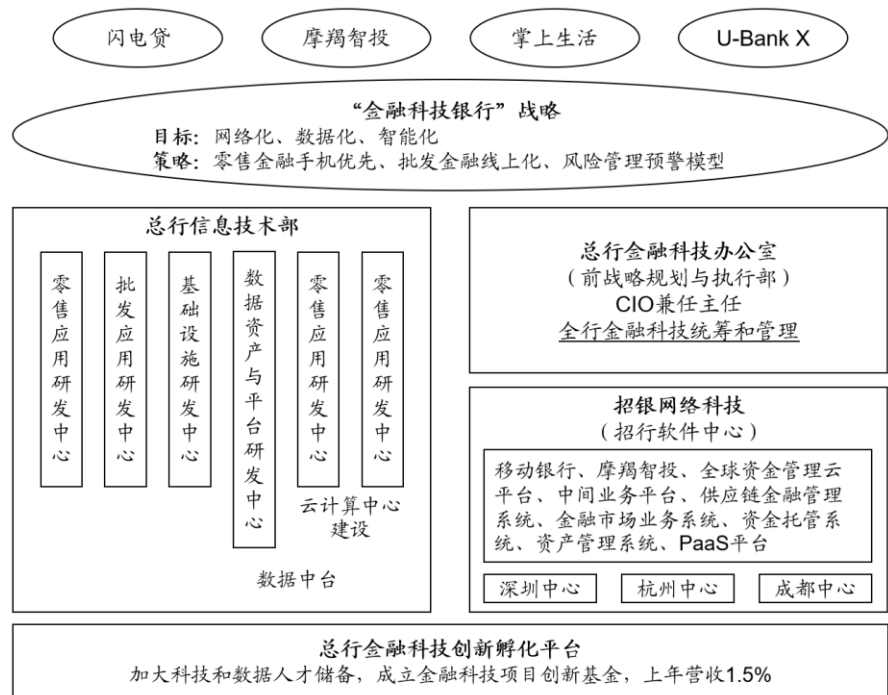 闪电贷
摩羯智投
掌上生活
U-Bank X
“金融科技银行”战略
目标：网络化、数据化、智能化
策略：零售金融手机优先、批发金融线上化、风险管理预警模型
总行信息技术部
零售应用研发中心
批发应用研发中心
基础设施研发中心
数据资产与平台研发中心
零售应用研发中心
零售应用研发中心
云计算中心
建设
数据中台
总行金融科技办公室
（前战略规划与执行部）
CIO兼任主任
全行金融科技统筹和管理
招银网络科技
（招行软件中心）
移动银行、摩羯智投、全球资金管理云
平台、中间业务平台、供应链金融管理
系统、金融市场业务系统、资金托管系
统、资产管理系统、PaaS平台
深圳中心
杭州中心
成都中心
总行金融科技创新孵化平台
加大科技和数据人才储备，成立金融科技项目创新基金，上年营收1.5%